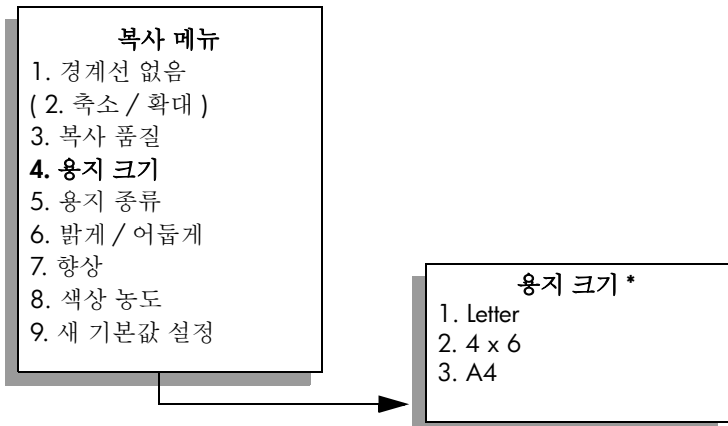 복사 메뉴
1. 경계선 없음
( 2. 축소 / 확대 )
3. 복사 품질
4. 용지 크기
5. 용지 종류
6. 밝게 / 어둡게
7. 향상
8. 색상 농도
9. 새 기본값 설정
용지 크기 *
1. Letter
2. 4 x 6
3. A4